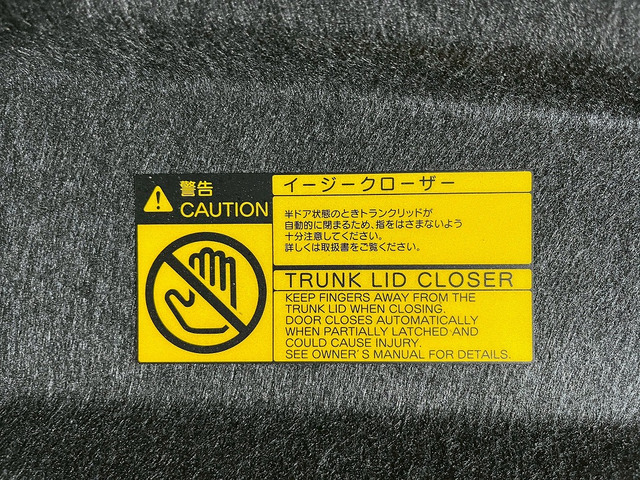 警告
CAUTION
イージークローザー
半ドア状態のときトランクリッドが
自動的に閉まるため、指をはさまないよう
十分注意してください。
詳しくは取扱書をご覧ください。
TRUNK LID CLOSER
KEEP FINGERS AWAY FROM THE
TRUNK LID WHEN CLOSING.
DOOR CLOSES AUTOMATICALLY
WHEN PARTIALLY LATCHED AND
COULD CAUSE INJURY.
SEE OWNER'S MANUAL FOR DETAILS.